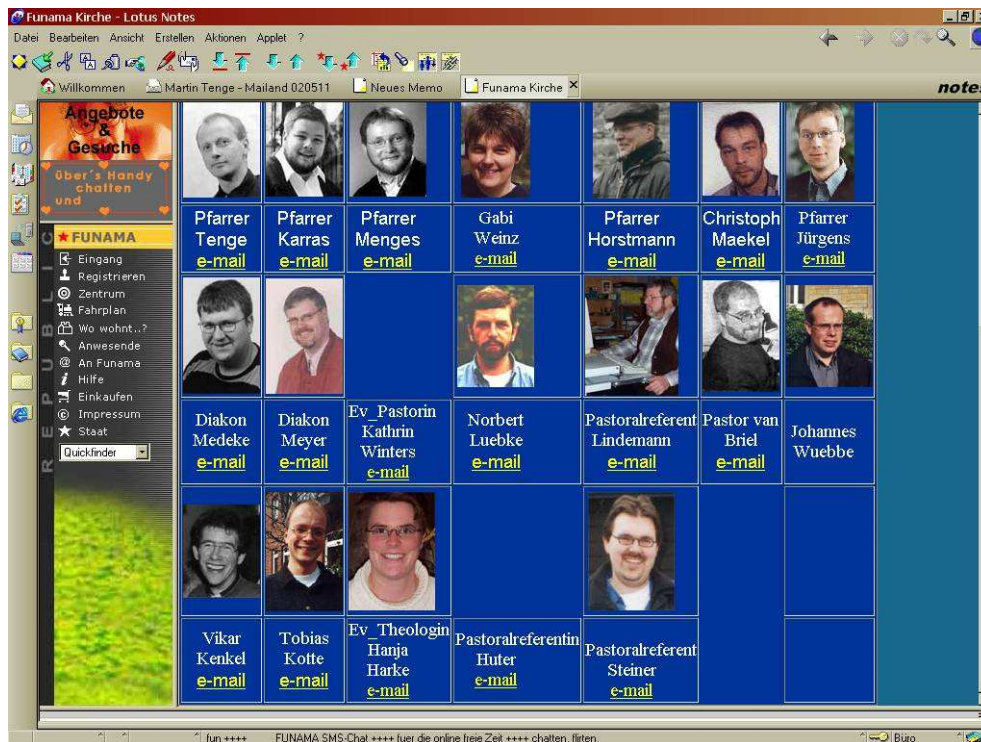 Funama Kirche - Lotus Notes
Datei Bearbeiten Ansicht Erstellen Aktionen Applet ?
Willkommen Martin Tenge - Mailand 020511 Neues Memo Funama Kirche
notes
Angebote
&
Gesuche
über's Handy
chatten
und
REPUBLIC
FUNAMA
Eingang
Registrieren
Zentrum
Fahrplan
Wo wohnt..?
Anwesende
@ An Funama
i Hilfe
Einkaufen
© Impressum
Staat
Quickfinder
Pfarrer
Tenge
e-mail
Pfarrer
Karras
e-mail
Pfarrer
Menges
e-mail
Gabi
Weinz
e-mail
Pfarrer
Horstmann
e-mail
Christoph
Maekel
e-mail
Pfarrer
Jürgens
e-mail
Diakon
Medeke
e-mail
Diakon
Meyer
e-mail
Ev_Pastorin
Kathrin
Winters
e-mail
Norbert
Luebke
e-mail
Pastoralreferent
Lindemann
e-mail
Pastor van
Briel
e-mail
Johannes
Wuebbe
Vikar
Kenkel
e-mail
Tobias
Kotte
e-mail
Ev_Theologin
Hanja
Harke
e-mail
Pastoralreferentin
Huter
e-mail
Pastoralreferent
Steiner
e-mail
fun ++++ FUNAMA SMS-Chat ++++ fuer die online freie Zeit ++++ chatten, flirten,
Büro